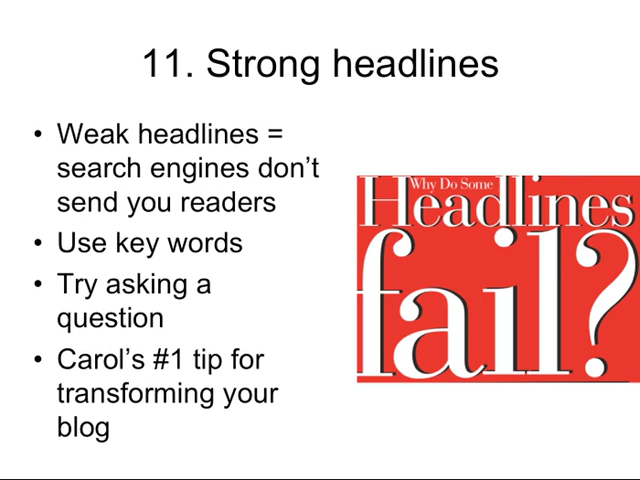 11. Strong headlines
• Weak headlines =
search engines don’t
send you readers
• Use key words
• Try asking a
question
• Carol’s #1 tip for
transforming your
blog
Why Do Some
Headlines
fail?